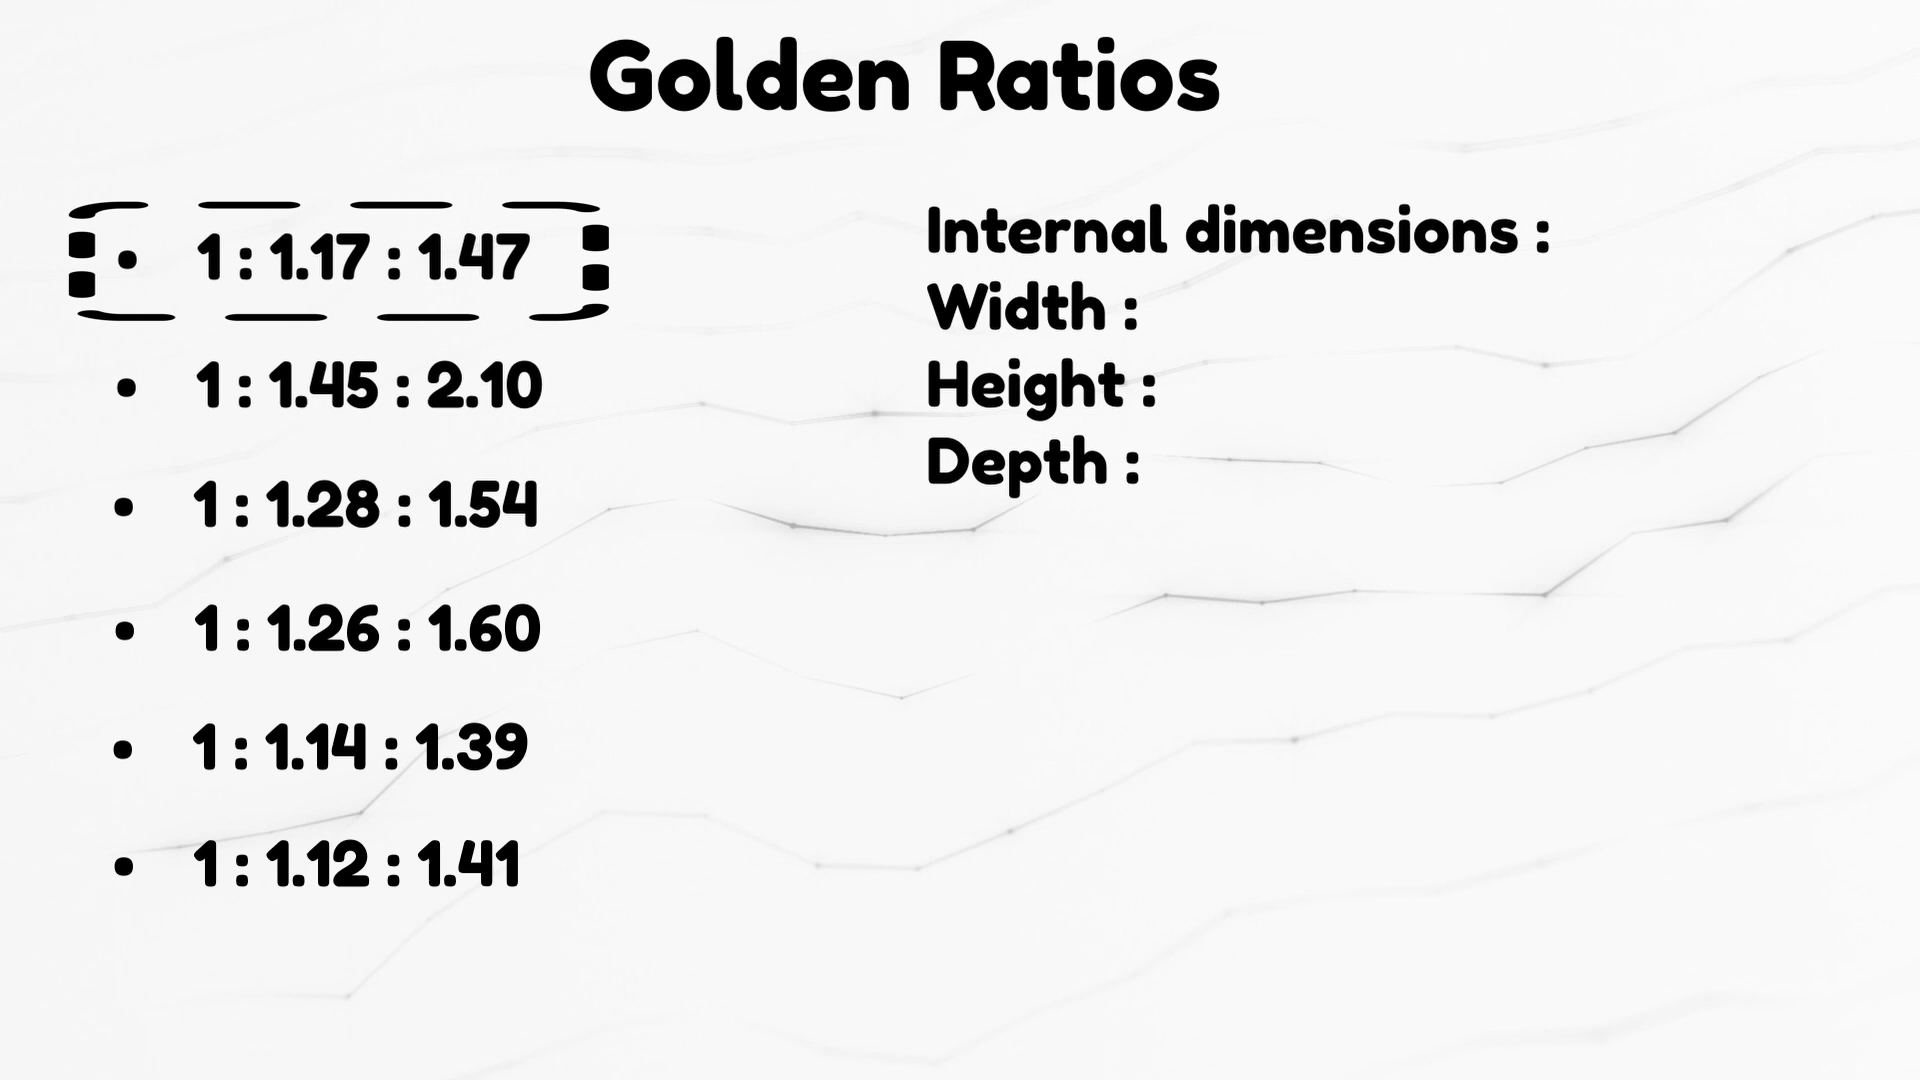 Golden Ratios
• 1 : 1.17 : 1.47
• 1 : 1.45 : 2.10
• 1 : 1.28 : 1.54
• 1 : 1.26 : 1.60
• 1 : 1.14 : 1.39
• 1 : 1.12 : 1.41
Internal dimensions :
Width :
Height :
Depth :